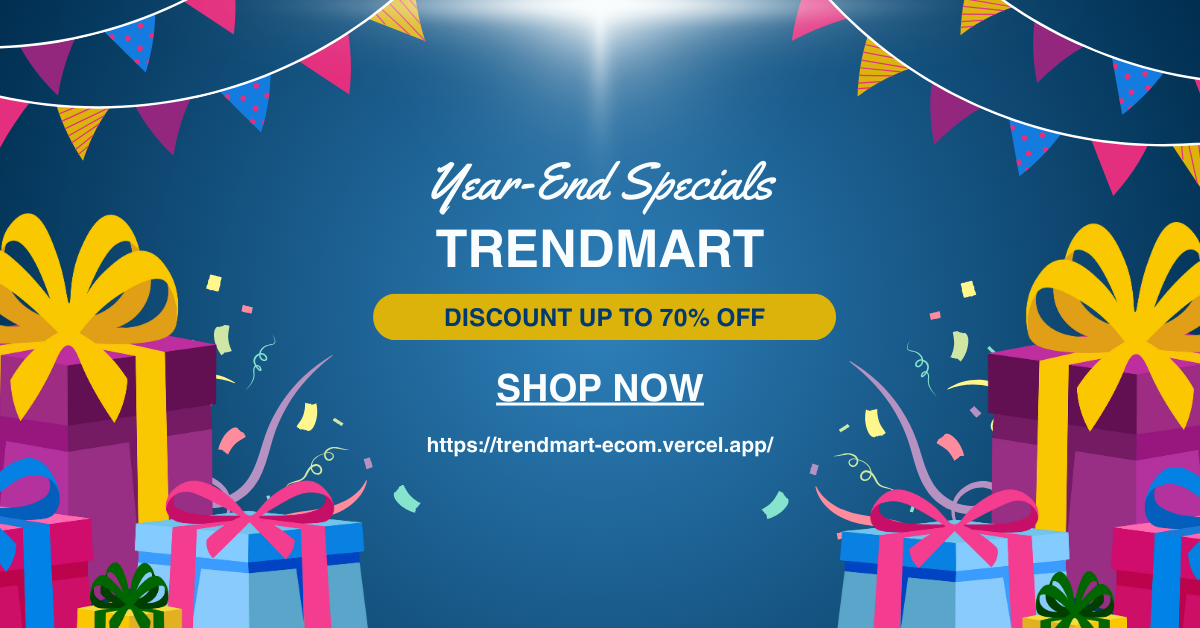 Year-End Specials
TRENDMART
DISCOUNT UP TO 70% OFF
SHOP NOW
https://trendmart-ecom.vercel.app/